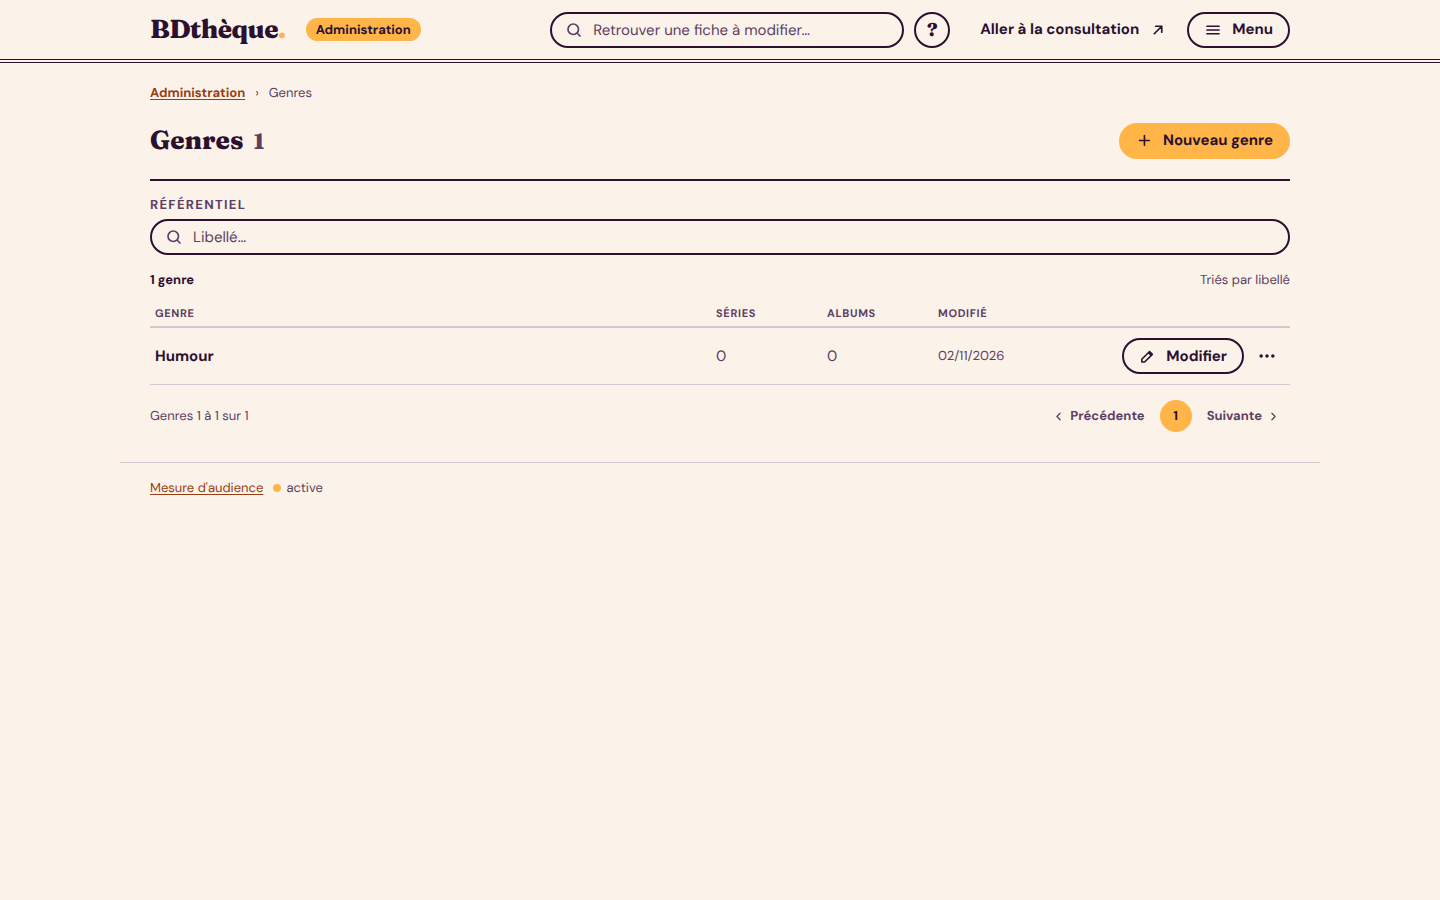 BDthèque.
Administration
Retrouver une fiche à modifier…
?
Aller à la consultation
Menu
Administration › Genres
Genres 1
Nouveau genre
RÉFÉRENTIEL
Libellé…
1 genre
Triés par libellé
GENRE SÉRIES ALBUMS MODIFIÉ
Humour 0 0 02/11/2026 Modifier
Genres 1 à 1 sur 1
Précédente 1 Suivante
Mesure d'audience active